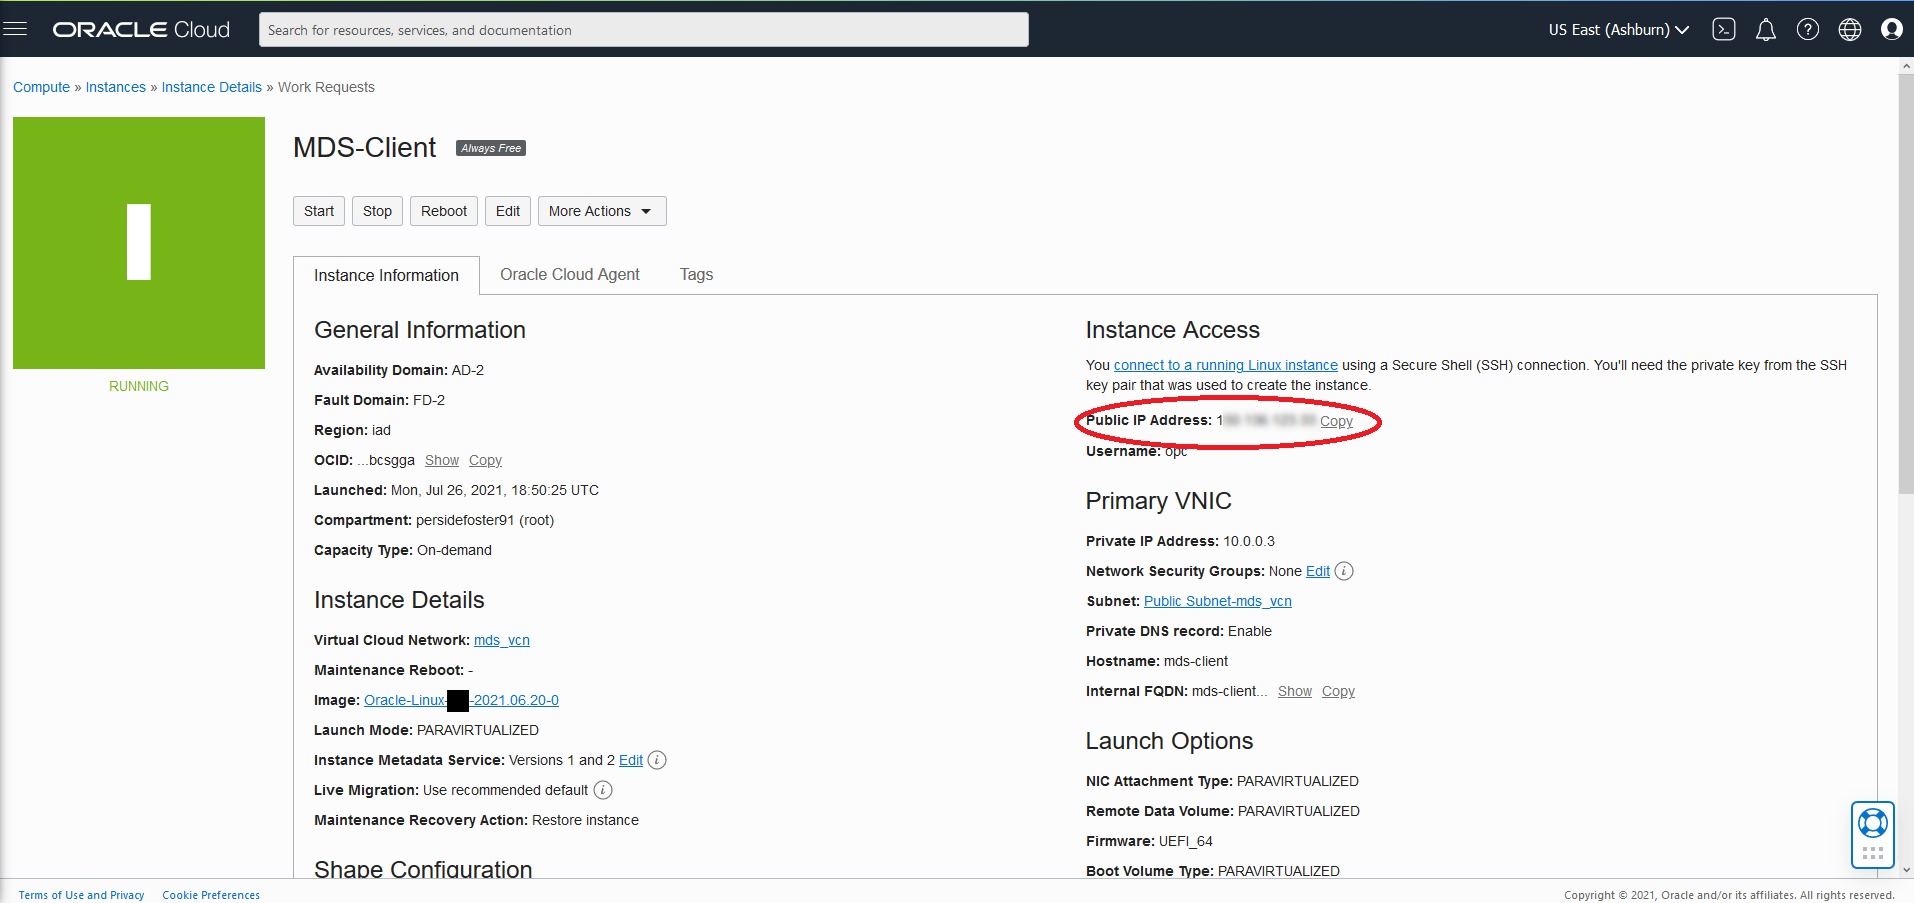 ORACLE Cloud
Search for resources, services, and documentation
US East (Ashburn)
Compute » Instances » Instance Details » Work Requests
I
RUNNING
MDS-Client Always Free
Start Stop Reboot Edit More Actions
Instance Information Oracle Cloud Agent Tags
General Information
Availability Domain: AD-2
Fault Domain: FD-2
Region: iad
OCID: ...bcsgga Show Copy
Launched: Mon, Jul 26, 2021, 18:50:25 UTC
Compartment: persidefoster91 (root)
Capacity Type: On-demand
Instance Details
Virtual Cloud Network: mds_vcn
Maintenance Reboot: -
Image: Oracle-Linux- -2021.06.20-0
Launch Mode: PARAVIRTUALIZED
Instance Metadata Service: Versions 1 and 2 Edit
Live Migration: Use recommended default
Maintenance Recovery Action: Restore instance
Shape Configuration
Instance Access
You connect to a running Linux instance using a Secure Shell (SSH) connection. You'll need the private key from the SSH
key pair that was used to create the instance.
Public IP Address: Copy
Username: opc
Primary VNIC
Private IP Address: 10.0.0.3
Network Security Groups: None Edit
Subnet: Public Subnet-mds_vcn
Private DNS record: Enable
Hostname: mds-client
Internal FQDN: mds-client... Show Copy
Launch Options
NIC Attachment Type: PARAVIRTUALIZED
Remote Data Volume: PARAVIRTUALIZED
Firmware: UEFI_64
Boot Volume Type: PARAVIRTUALIZED
Terms of Use and Privacy Cookie Preferences
Copyright © 2021, Oracle and/or its affiliates. All rights reserved.